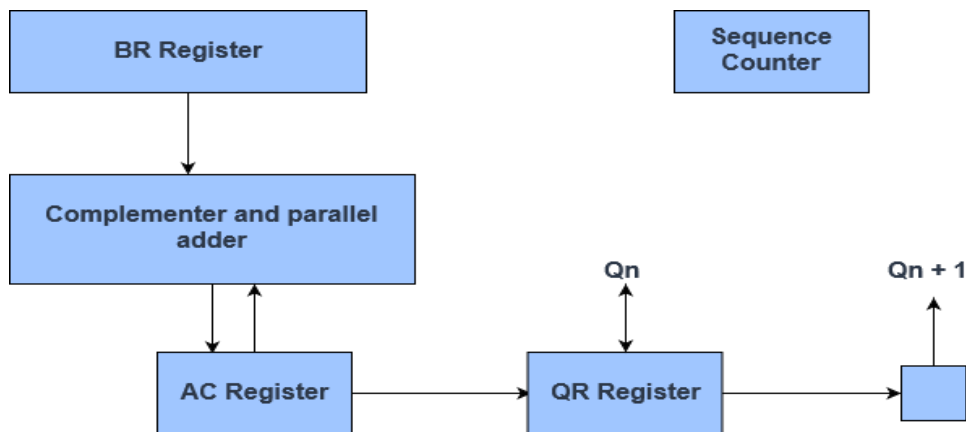 BR Register
Sequence
Counter
Complementer and parallel
adder
Qn
Qn + 1
AC Register
QR Register